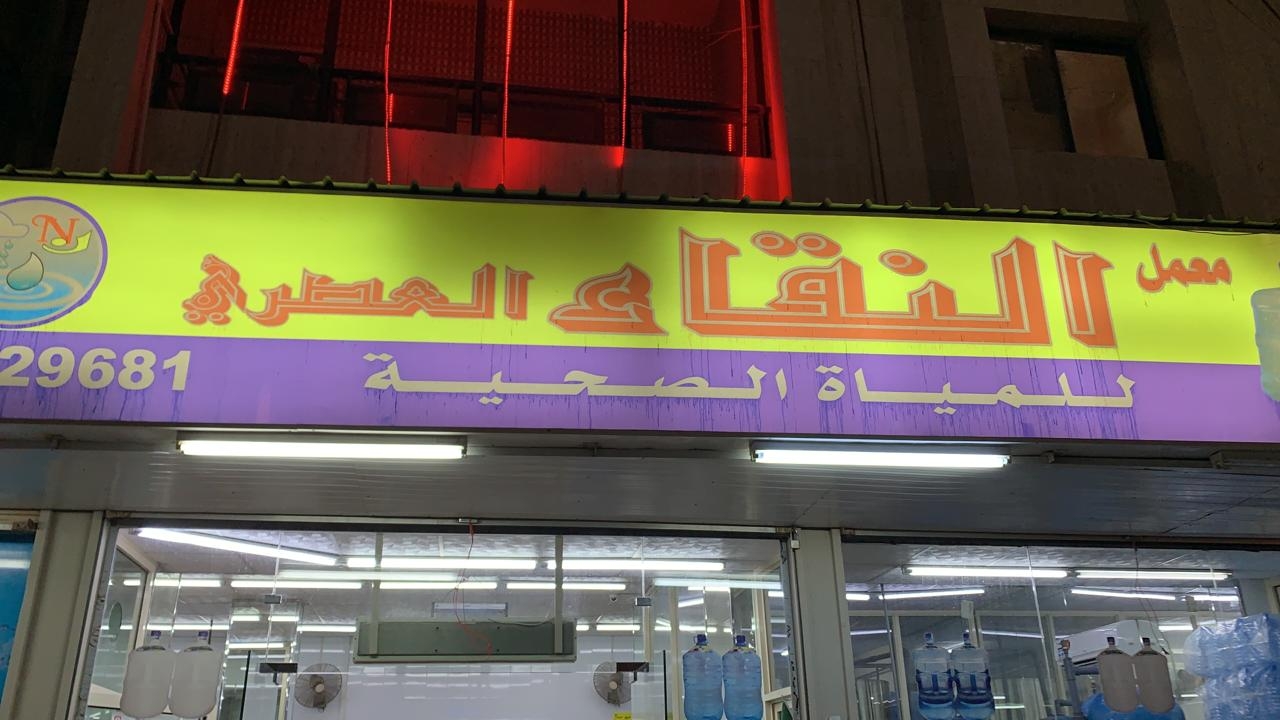 معمل النقاء العصري
للمياة الصحية
29681
N